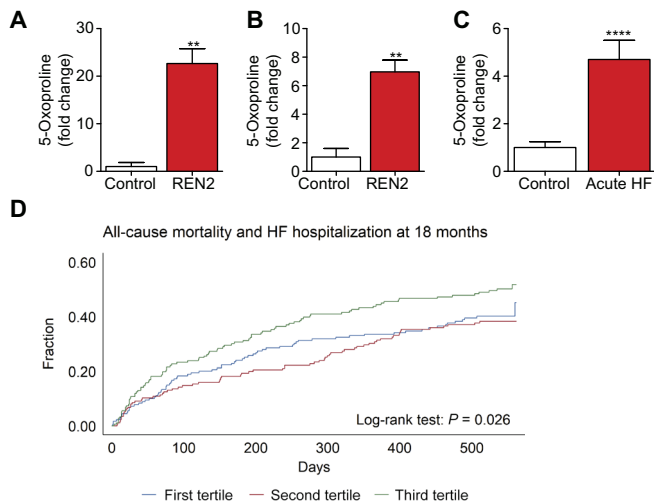 A
5-Oxoproline
(fold change)
30
20
10
0
**
Control REN2
B
5-Oxoproline
(fold change)
10
8
6
4
2
0
**
Control REN2
C
5-Oxoproline
(fold change)
6
4
2
0
****
Control Acute HF
D
All-cause mortality and HF hospitalization at 18 months
Fraction
0.60
0.40
0.20
0.00
Log-rank test: P = 0.026
0 100 200 300 400 500
Days
First tertile Second tertile Third tertile